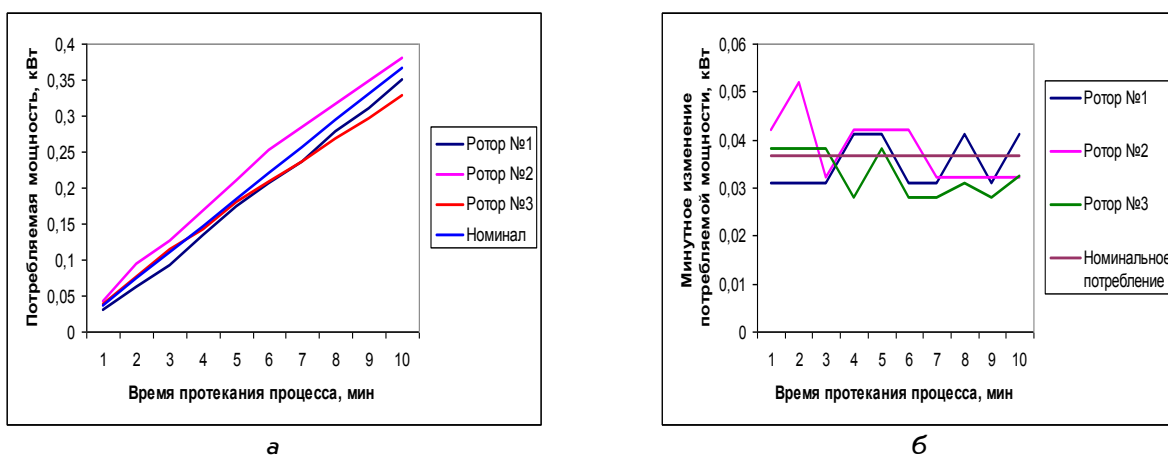 Потребляемая мощность, кВт
0,4
0,35
0,3
0,25
0,2
0,15
0,1
0,05
0
1 2 3 4 5 6 7 8 9 10
Время протекания процесса, мин
Ротор №1
Ротор №2
Ротор №3
Номинал
а
Минутное изменение
потребляемой мощности, кВт
0,06
0,05
0,04
0,03
0,02
0,01
0
1 2 3 4 5 6 7 8 9 10
Время протекания процесса, мин
Ротор №1
Ротор №2
Ротор №3
Номинальное
потребление
б